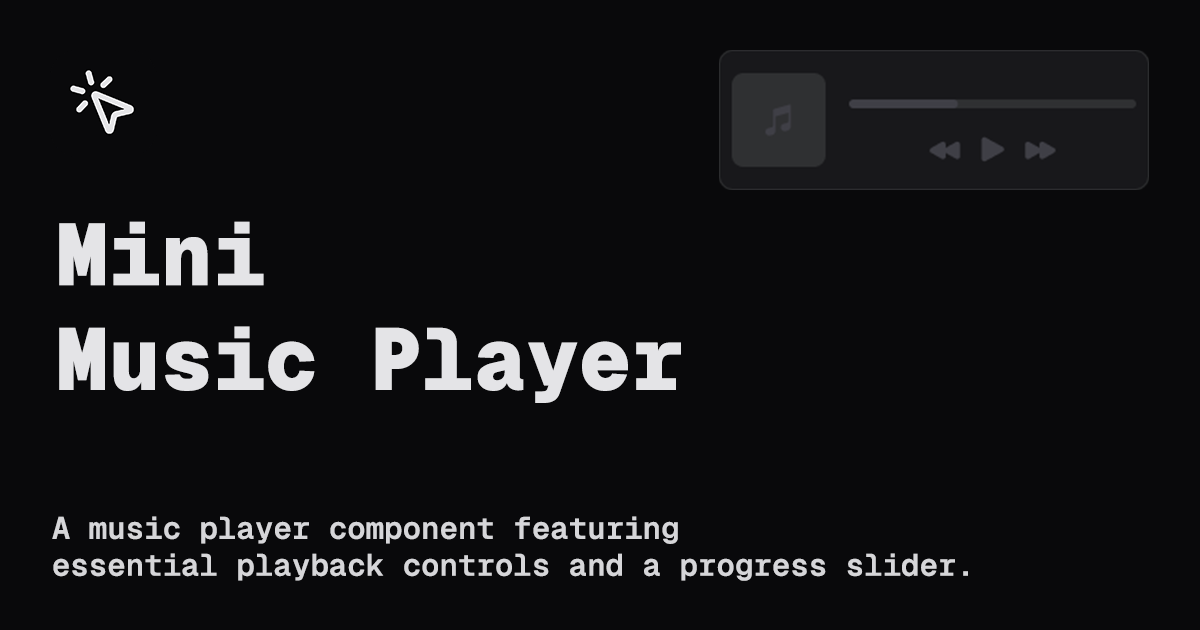 Mini
Music Player
A music player component featuring
essential playback controls and a progress slider.